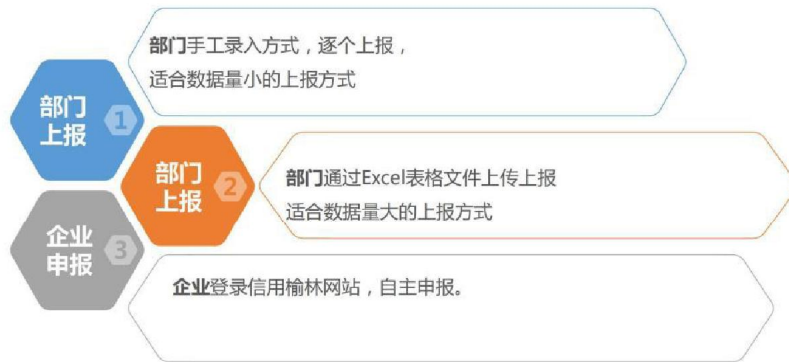 部门手工录入方式，逐个上报，
适合数据量小的上报方式
部门
上报
1
部门
上报
2
部门通过Excel表格文件上传上报
适合数据量大的上报方式
企业
申报
3
企业登录信用榆林网站，自主申报。